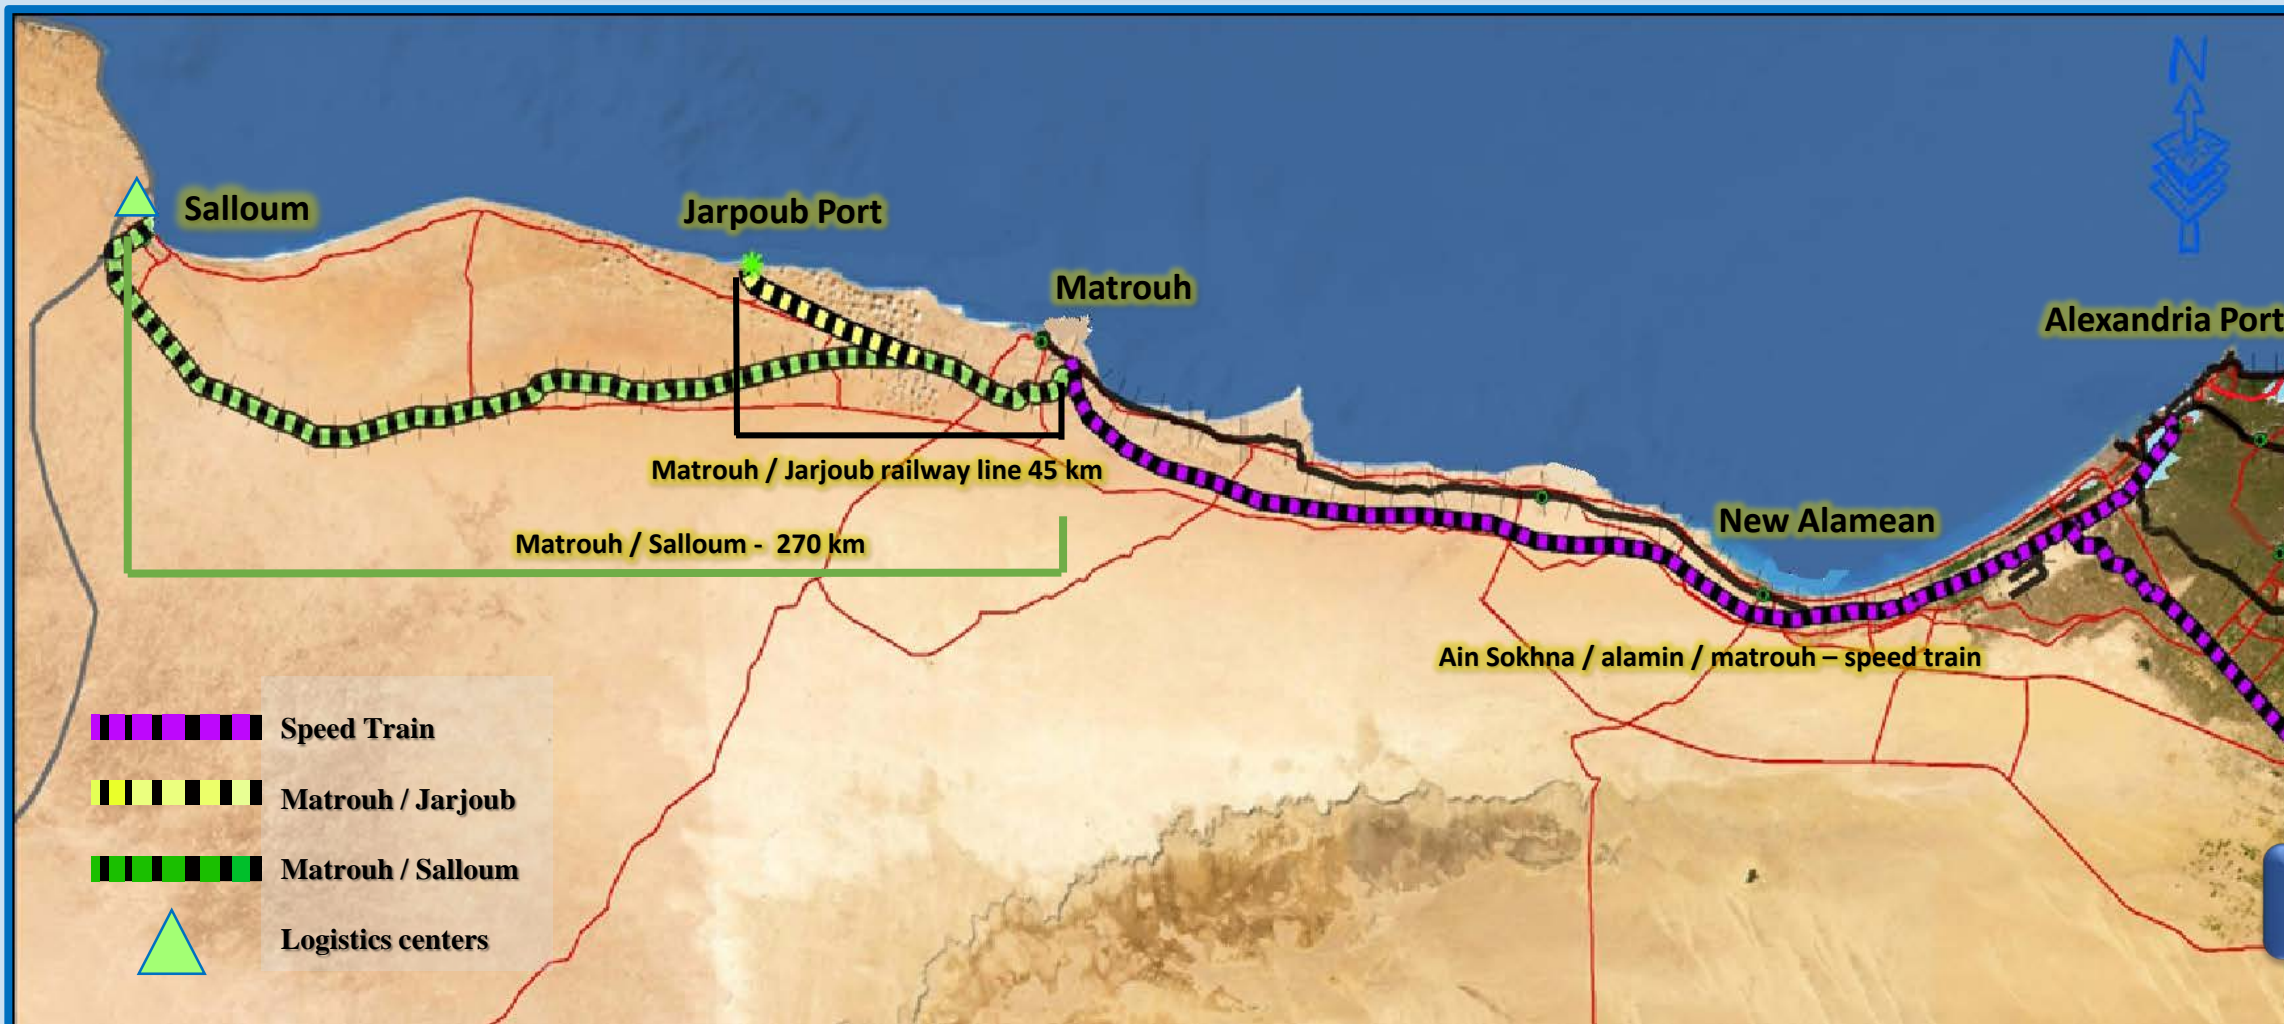 N
Salloum
Jarpoub Port
Matrouh
Alexandria Port
Matrouh / Jarjoub railway line 45 km
New Alamean
Matrouh / Salloum - 270 km
Ain Sokhna / alamin / matrouh – speed train
Speed Train
Matrouh / Jarjoub
Matrouh / Salloum
Logistics centers